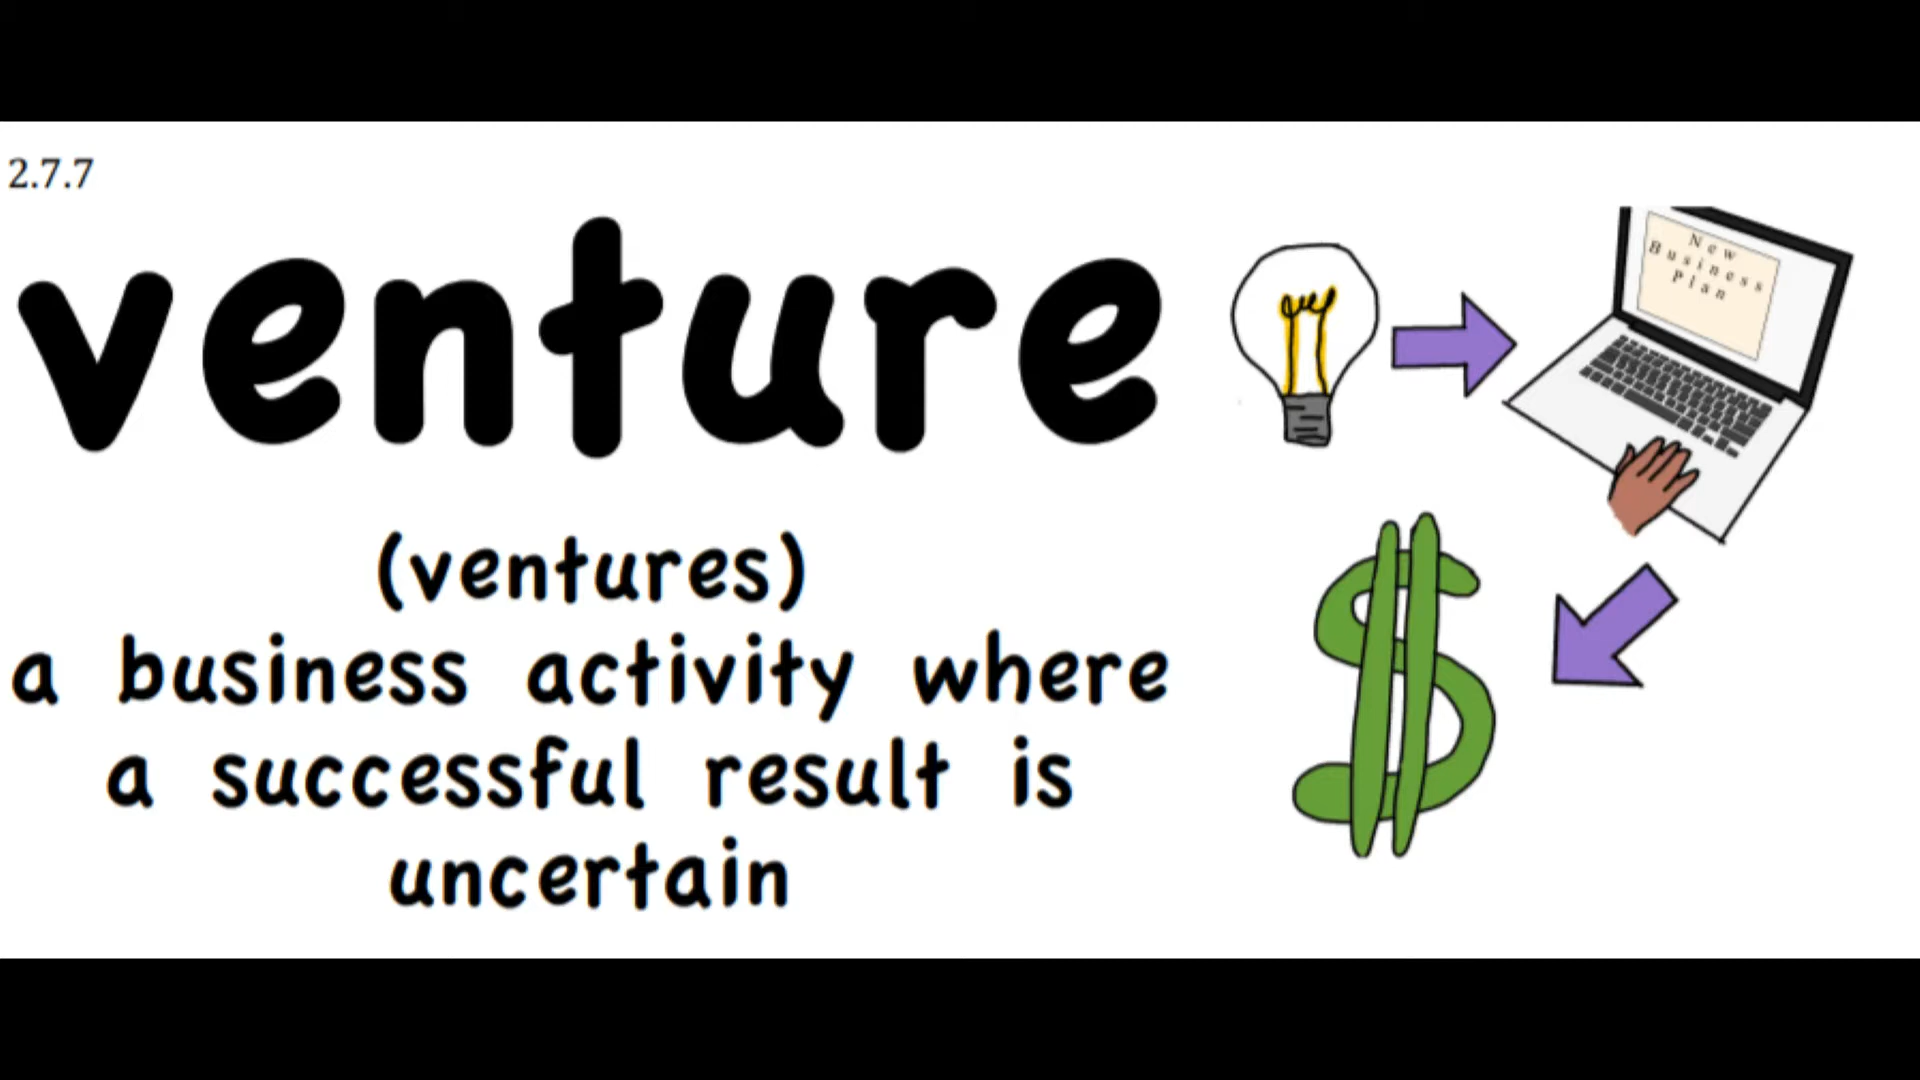 2.7.7
venture
(ventures)
a business activity where
a successful result is
uncertain
New
Business
Plan